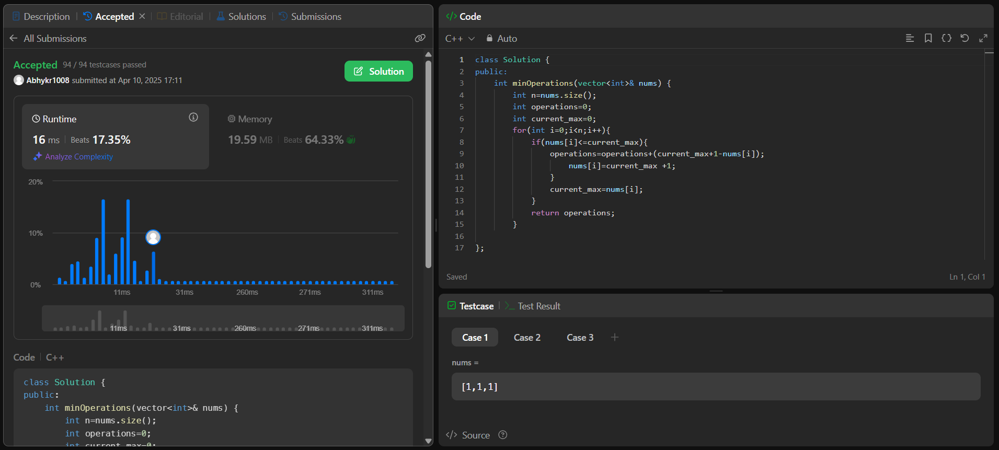 Description | Accepted | Editorial | Solutions | Submissions
All Submissions
Accepted 94 / 94 testcases passed
Abhykr1008 submitted at Apr 10, 2025 17:11
Solution
Runtime
16 ms | Beats 17.35%
Analyze Complexity
Memory
19.59 MB | Beats 64.33%
20%
10%
0%
11ms 31ms 260ms 271ms 311ms
11ms 31ms 260ms 271ms 311ms
Code | C++
class Solution {
public:
    int minOperations(vector<int>& nums) {
        int n=nums.size();
        int operations=0;
        int current_max=0;
Code
C++ Auto
1 class Solution {
2 public:
3     int minOperations(vector<int>& nums) {
4         int n=nums.size();
5         int operations=0;
6         int current_max=0;
7         for(int i=0;i<n;i++){
8             if(nums[i]<=current_max){
9                 operations=operations+(current_max+1-nums[i]);
10                     nums[i]=current_max +1;
11                 }
12                 current_max=nums[i];
13             }
14             return operations;
15         }
16
17 };
Saved
Ln 1, Col 1
Testcase | Test Result
Case 1 Case 2 Case 3 +
nums =
[1,1,1]
</> Source ?